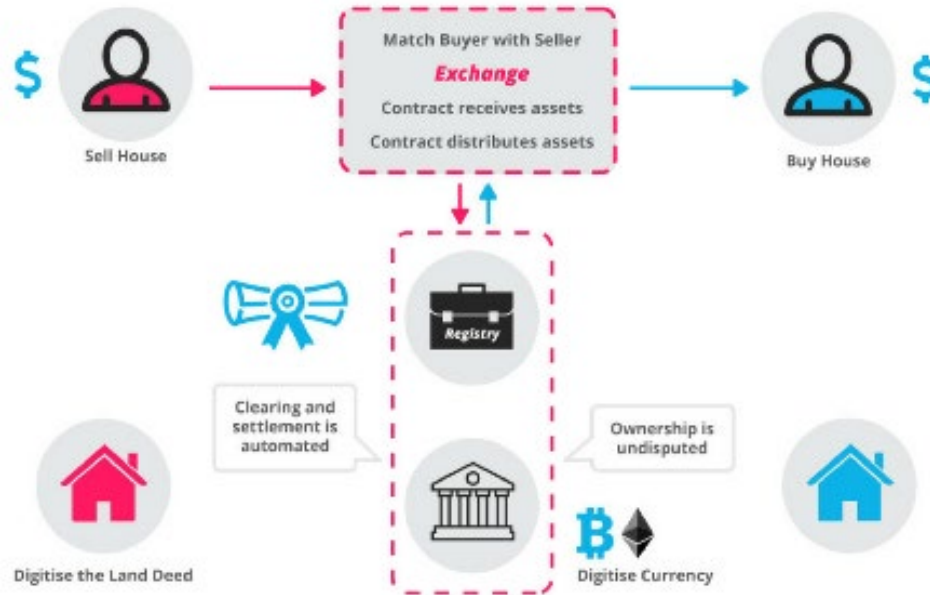 $
Match Buyer with Seller
Exchange
Contract receives assets
Contract distributes assets
$
Sell House
Buy House
Registry
Clearing and
settlement is
automated
Ownership is
undisputed
Digitise the Land Deed
Digitise Currency